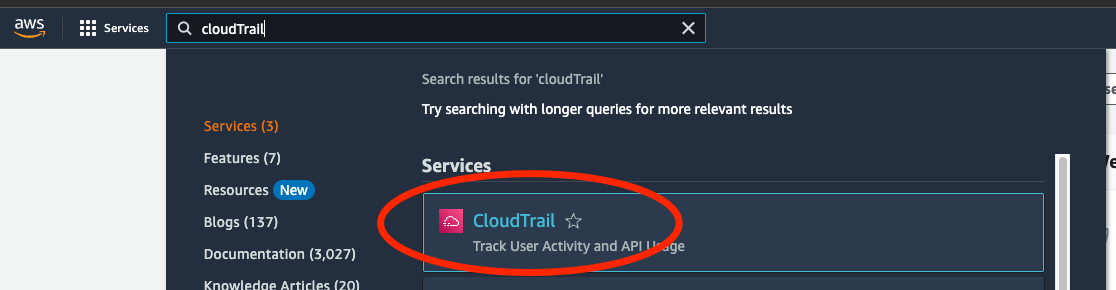 aws
Services
cloudTrail
Search results for 'cloudTrail'
Try searching with longer queries for more relevant results
Services (3)
Features (7)
Resources New
Blogs (137)
Documentation (3,027)
Knowledge Articles (20)
Services
CloudTrail
Track User Activity and API Usage